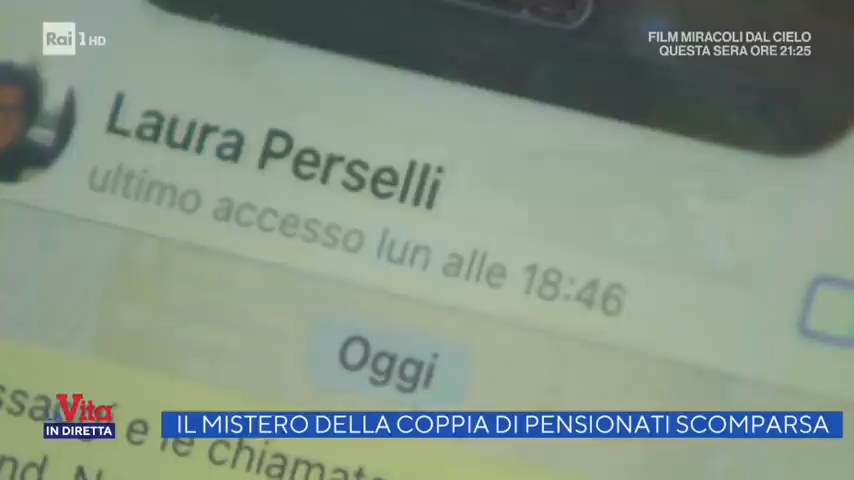 Rai 1 HD
FILM MIRACOLI DAL CIELO
QUESTA SERA ORE 21:25
Laura Perselli
ultimo accesso lun alle 18:46
Oggi
e le chiamate
LA Vita
IN DIRETTA
IL MISTERO DELLA COPPIA DI PENSIONATI SCOMPARSA